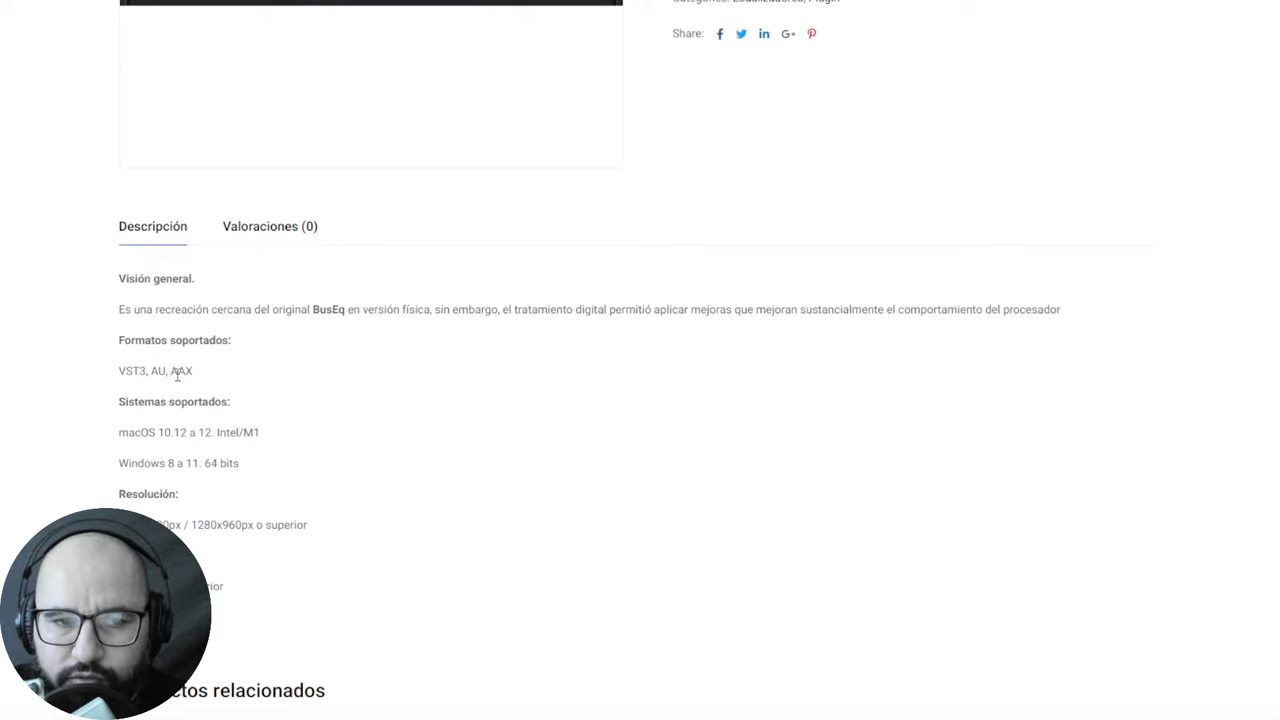 Share:
Descripción Valoraciones (0)
Visión general.
Es una recreación cercana del original BusEq en versión física, sin embargo, el tratamiento digital permitió aplicar mejoras que mejoran sustancialmente el comportamiento del procesador
Formatos soportados:
VST3, AU, AAX
Sistemas soportados:
macOS 10.12 a 12. Intel/M1
Windows 8 a 11. 64 bits
Resolución:
/ 1280x960px o superior
relacionados